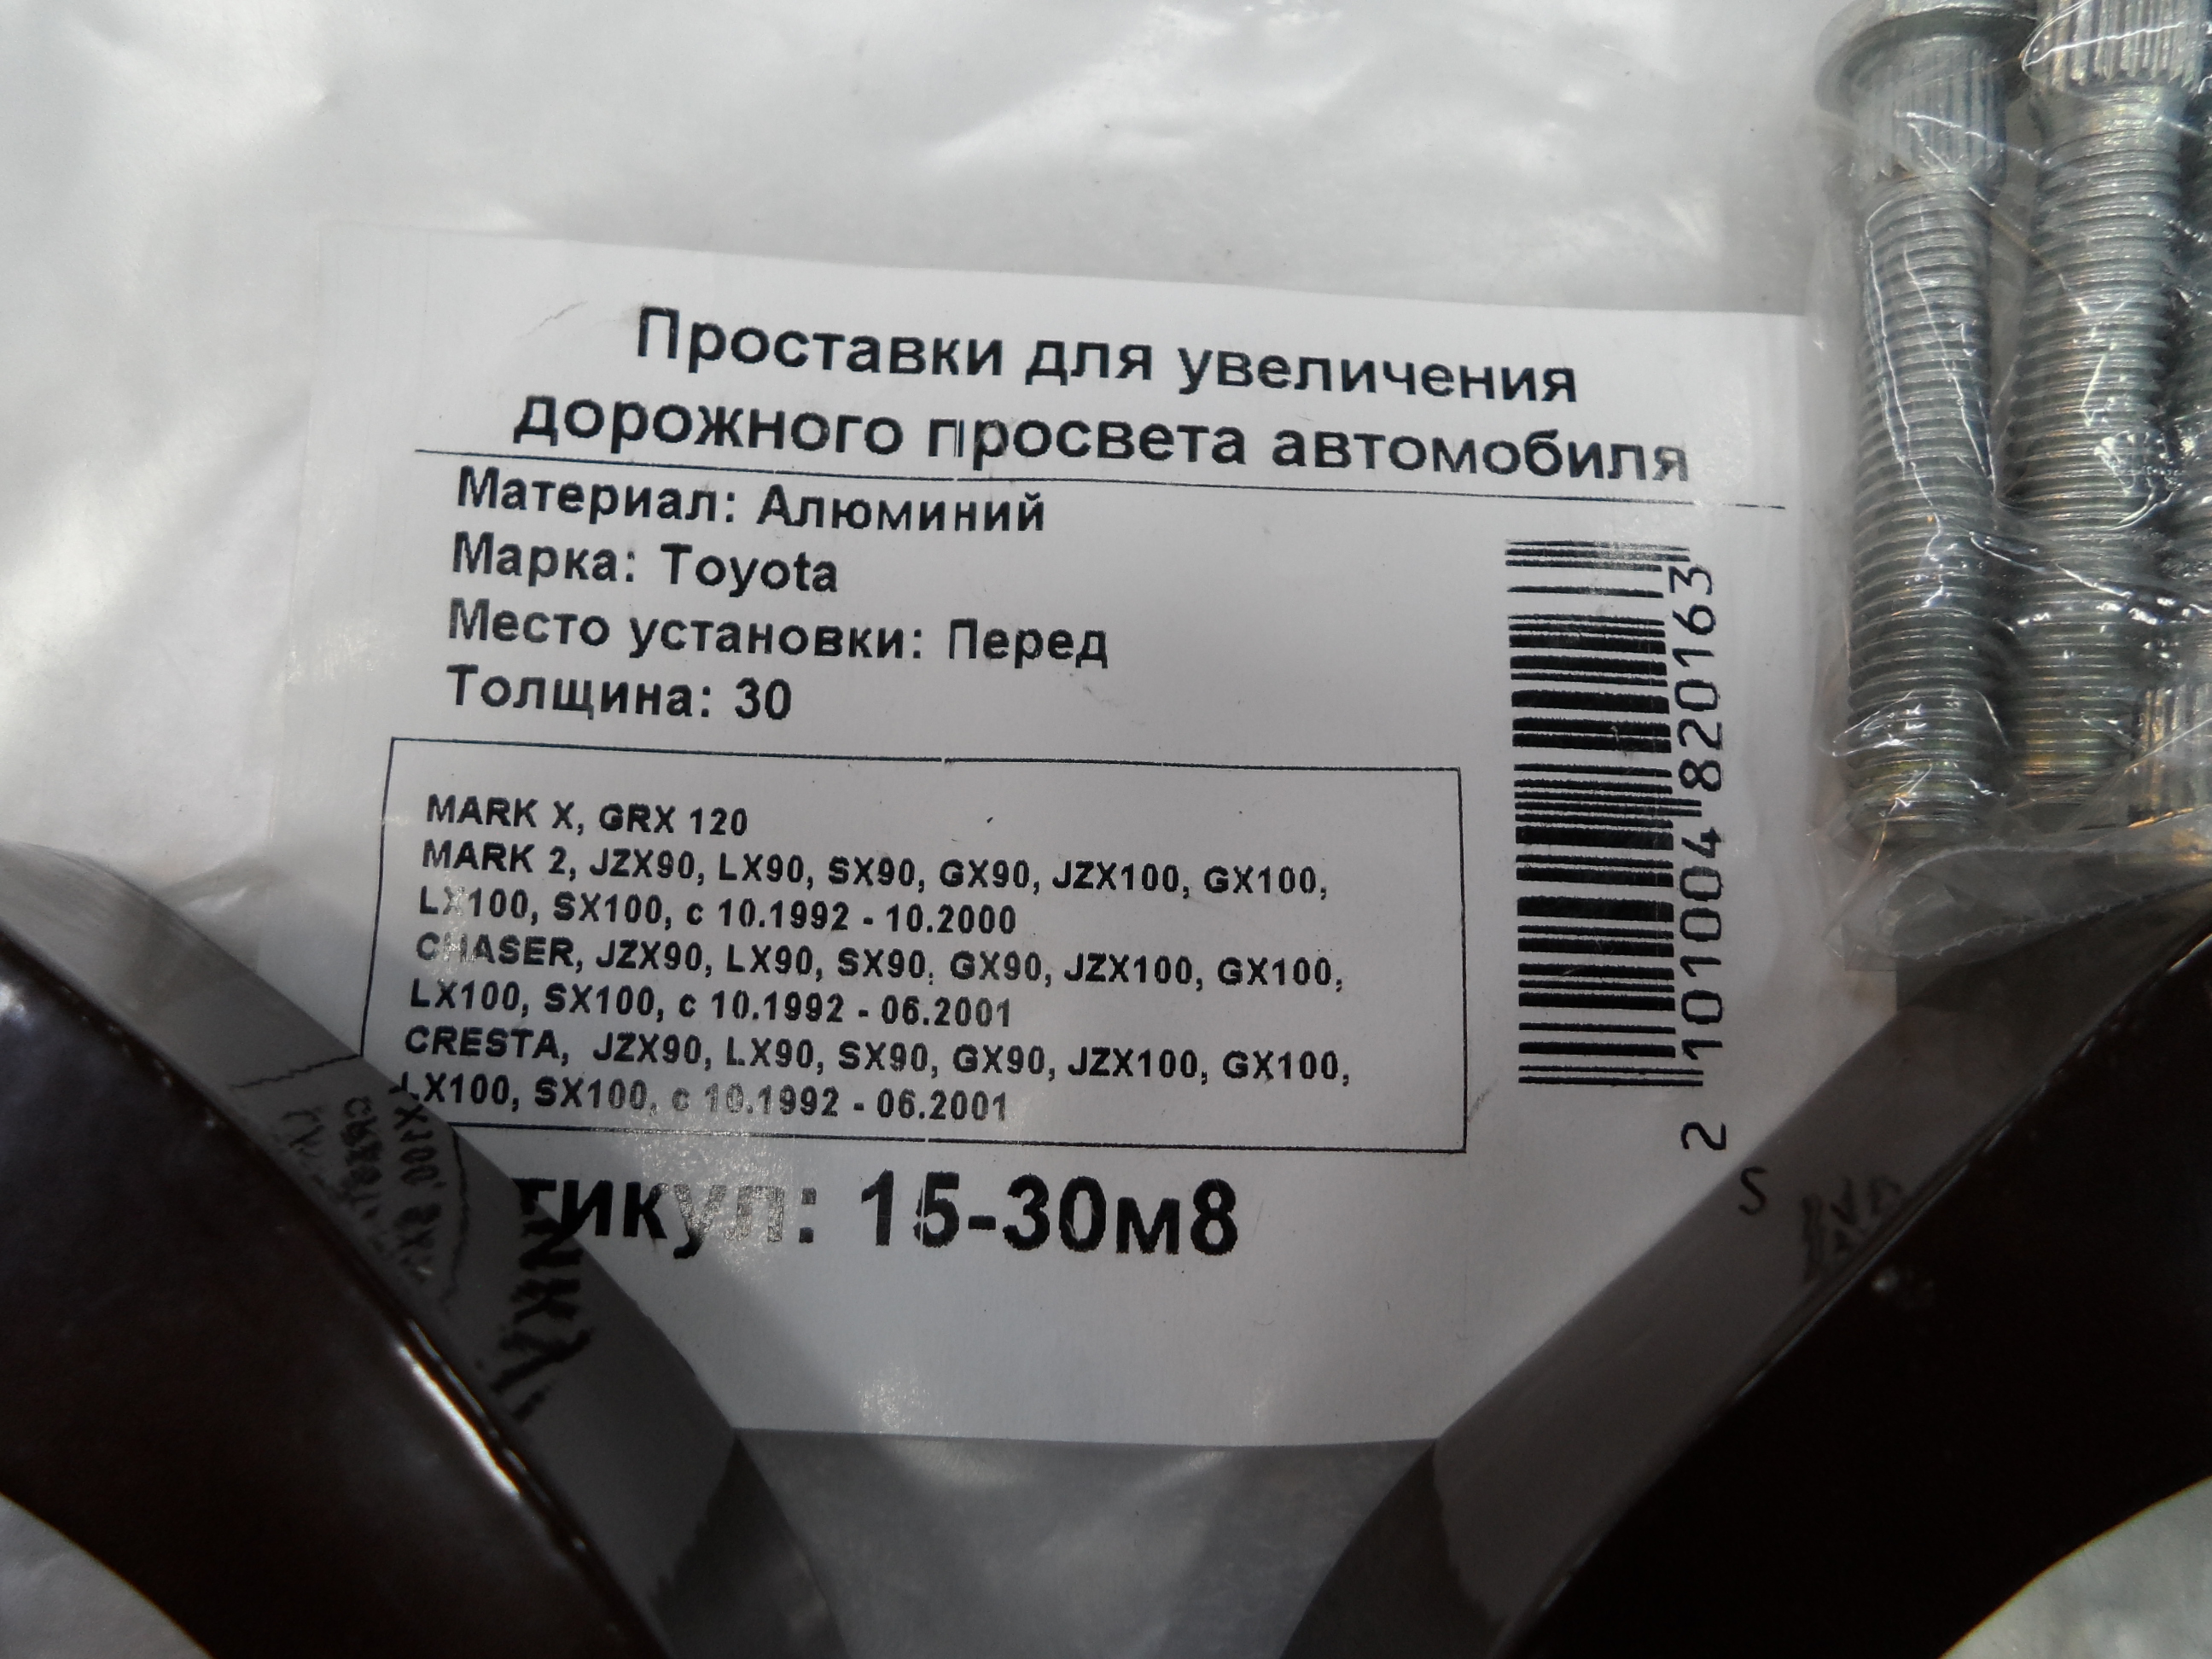 Проставки для увеличения
дорожного просвета автомобиля
Материал: Алюминий
Марка: Toyota
Место установки: Перед
Толщина: 30
MARK X, GRX 120
MARK 2, JZX90, LX90, SX90, GX90, JZX100, GX100,
LX100, SX100, с 10.1992 - 10.2000
CHASER, JZX90, LX90, SX90, GX90, JZX100, GX100,
LX100, SX100, с 10.1992 - 06.2001
CRESTA, JZX90, LX90, SX90, GX90, JZX100, GX100,
LX100, SX100, с 10.1992 - 06.2001
тикул: 15-30м8
2 101004 820163